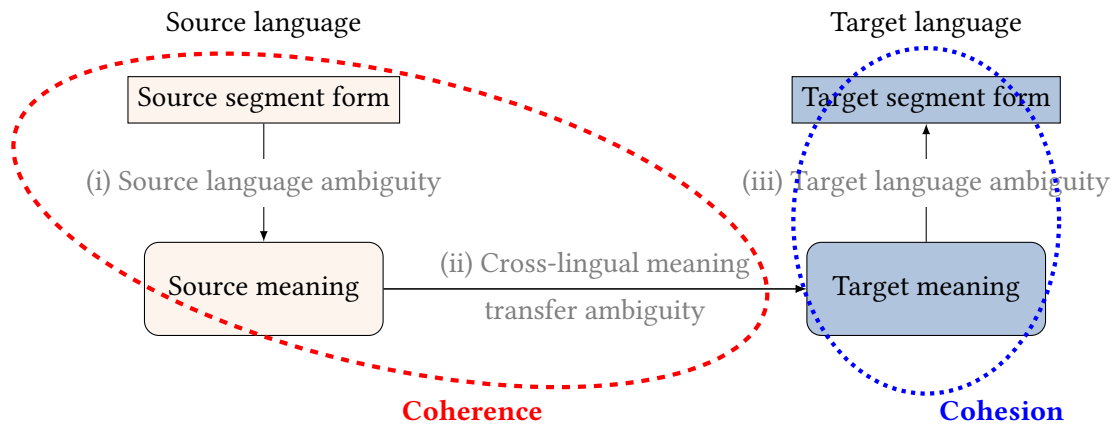 Source language
Target language
Source segment form
Target segment form
(i) Source language ambiguity
(iii) Target language ambiguity
(ii) Cross-lingual meaning
transfer ambiguity
Source meaning
Target meaning
Coherence
Cohesion